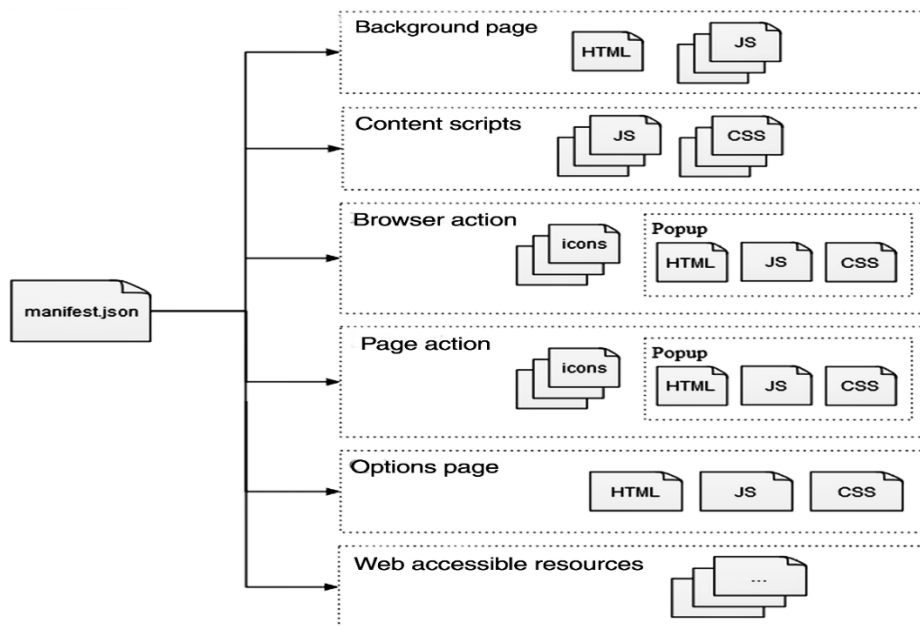 Background page
HTML
JS
Content scripts
JS
CSS
Browser action
icons
Popup
HTML
JS
CSS
manifest.json
Page action
icons
Popup
HTML
JS
CSS
Options page
HTML
JS
CSS
Web accessible resources
...